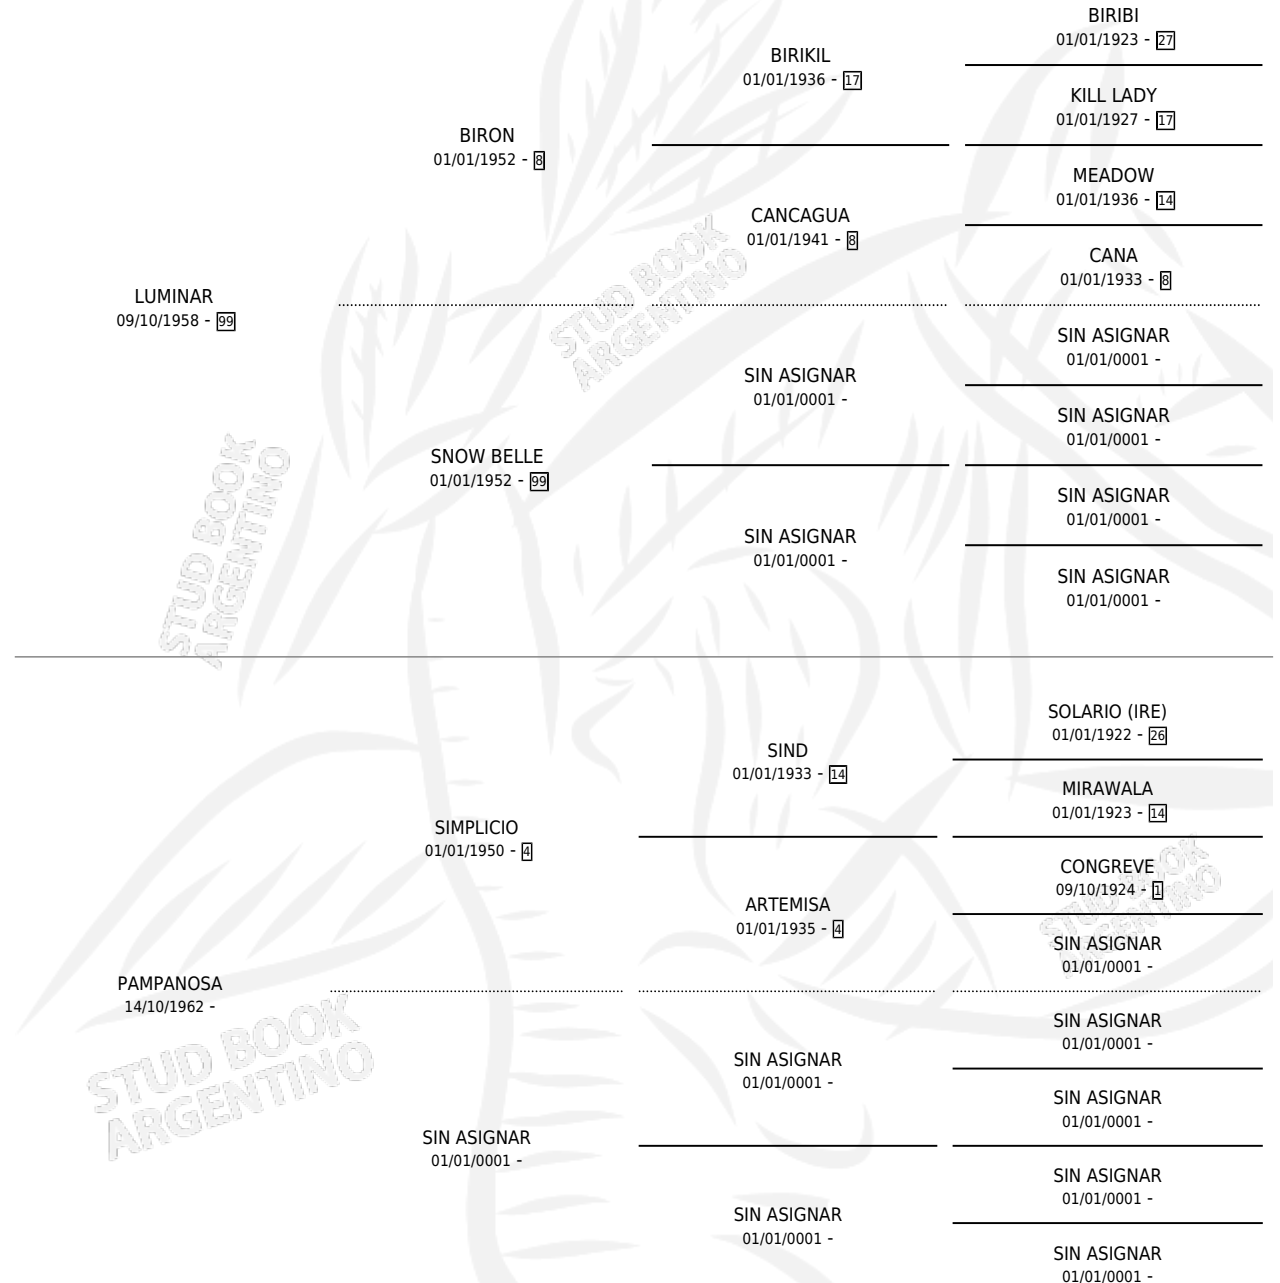 BIRIBI
01/01/1923 - 27
BIRIKIL
01/01/1936 - 17
KILL LADY
01/01/1927 - 17
BIRON
01/01/1952 - 8
MEADOW
01/01/1936 - 14
CANCAGUA
01/01/1941 - 8
CANA
01/01/1933 - 8
LUMINAR
09/10/1958 - 99
SIN ASIGNAR
01/01/0001 -
SIN ASIGNAR
01/01/0001 -
SIN ASIGNAR
01/01/0001 -
SNOW BELLE
01/01/1952 - 99
SIN ASIGNAR
01/01/0001 -
SIN ASIGNAR
01/01/0001 -
SIN ASIGNAR
01/01/0001 -
STUD BOOK
ARGENTINO
STUD BOOK
ARGENTINO
SOLARIO (IRE)
01/01/1922 - 26
SIND
01/01/1933 - 14
MIRAWALA
01/01/1923 - 14
SIMPLICIO
01/01/1950 - 4
CONGREVE
09/10/1924 - 1
ARTEMISA
01/01/1935 - 4
SIN ASIGNAR
01/01/0001 -
STUD BOOK
ARGENTINO
PAMPANOSA
14/10/1962 -
SIN ASIGNAR
01/01/0001 -
SIN ASIGNAR
01/01/0001 -
SIN ASIGNAR
01/01/0001 -
SIN ASIGNAR
01/01/0001 -
SIN ASIGNAR
01/01/0001 -
SIN ASIGNAR
01/01/0001 -
SIN ASIGNAR
01/01/0001 -
STUD BOOK
ARGENTINO